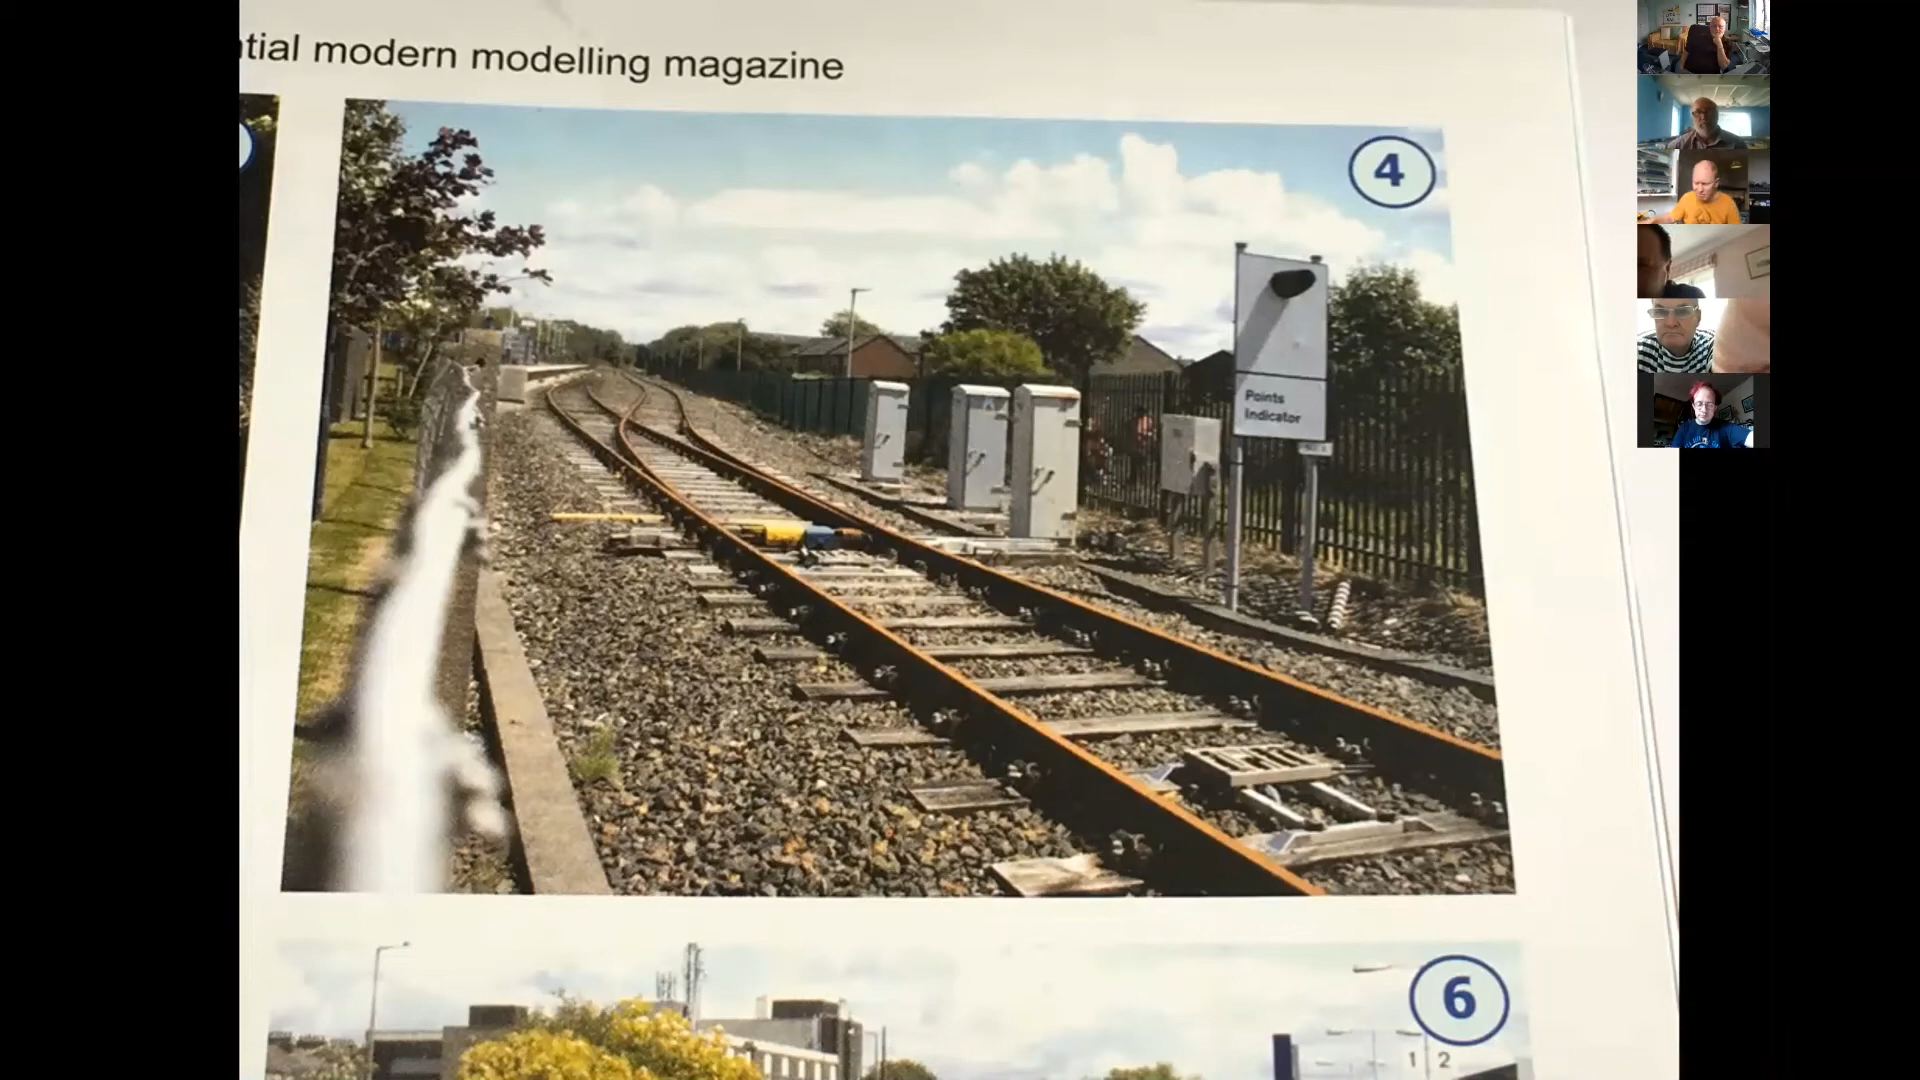 tial modern modelling magazine
4
Points
Indicator
6
1 2